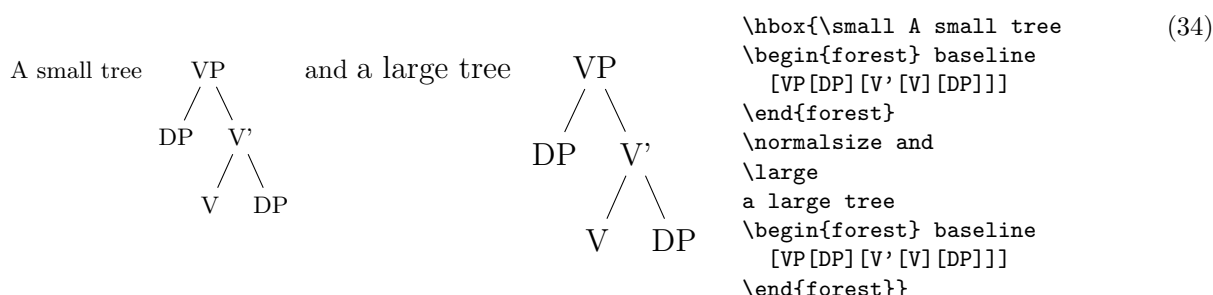 A small tree VP and a large tree VP
DP V'
V DP
DP V'
V DP
\hbox{\small A small tree (34)
\begin{forest} baseline
[VP[DP][V'[V][DP]]]
\end{forest}
\normalsize and
\large
a large tree
\begin{forest} baseline
[VP[DP][V'[V][DP]]]
\end{forest}}